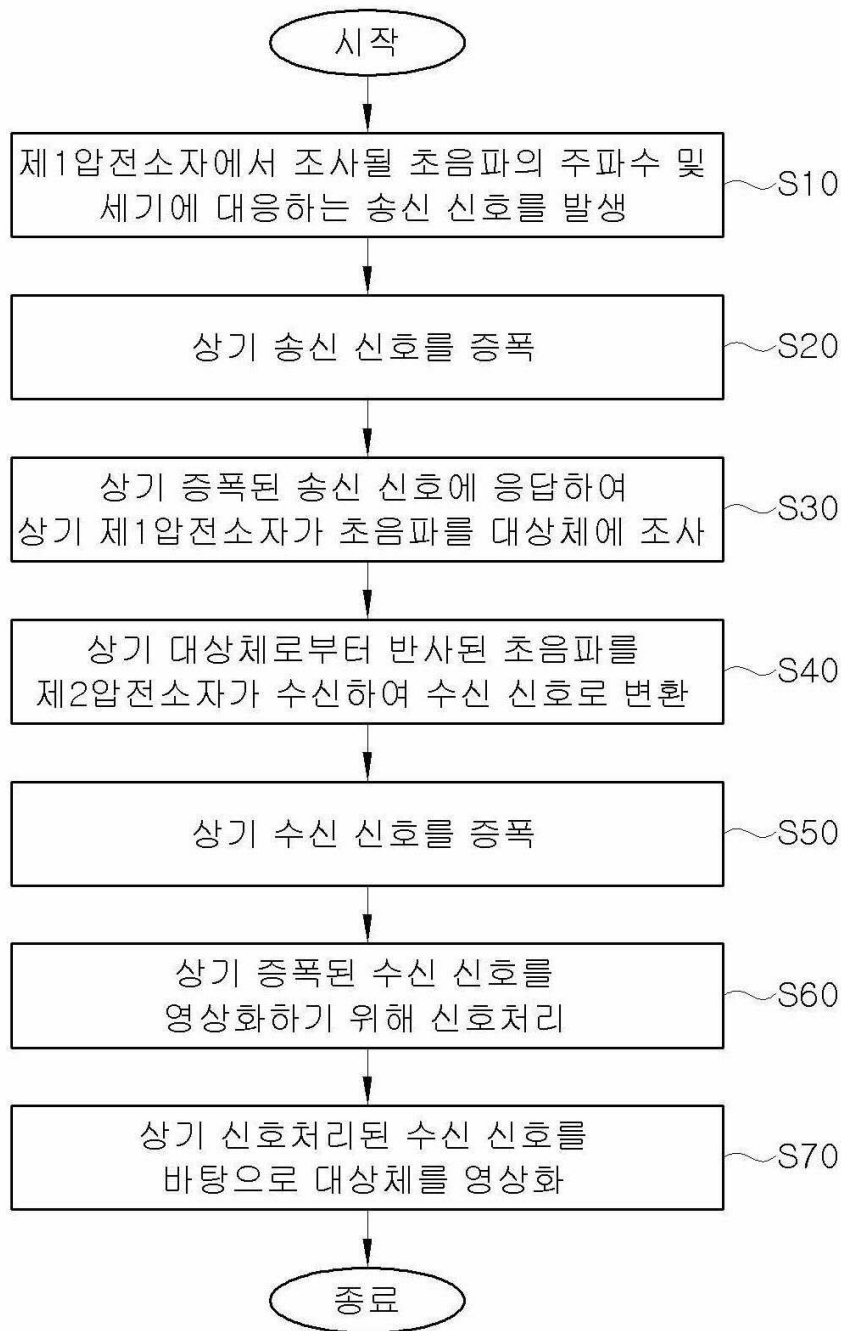 시작
제1압전소자에서 조사될 초음파의 주파수 및
세기에 대응하는 송신 신호를 발생
S10
상기 송신 신호를 증폭
S20
상기 증폭된 송신 신호에 응답하여
상기 제1압전소자가 초음파를 대상체에 조사
S30
상기 대상체로부터 반사된 초음파를
제2압전소자가 수신하여 수신 신호로 변환
S40
상기 수신 신호를 증폭
S50
상기 증폭된 수신 신호를
영상화하기 위해 신호처리
S60
상기 신호처리된 수신 신호를
바탕으로 대상체를 영상화
S70
종료